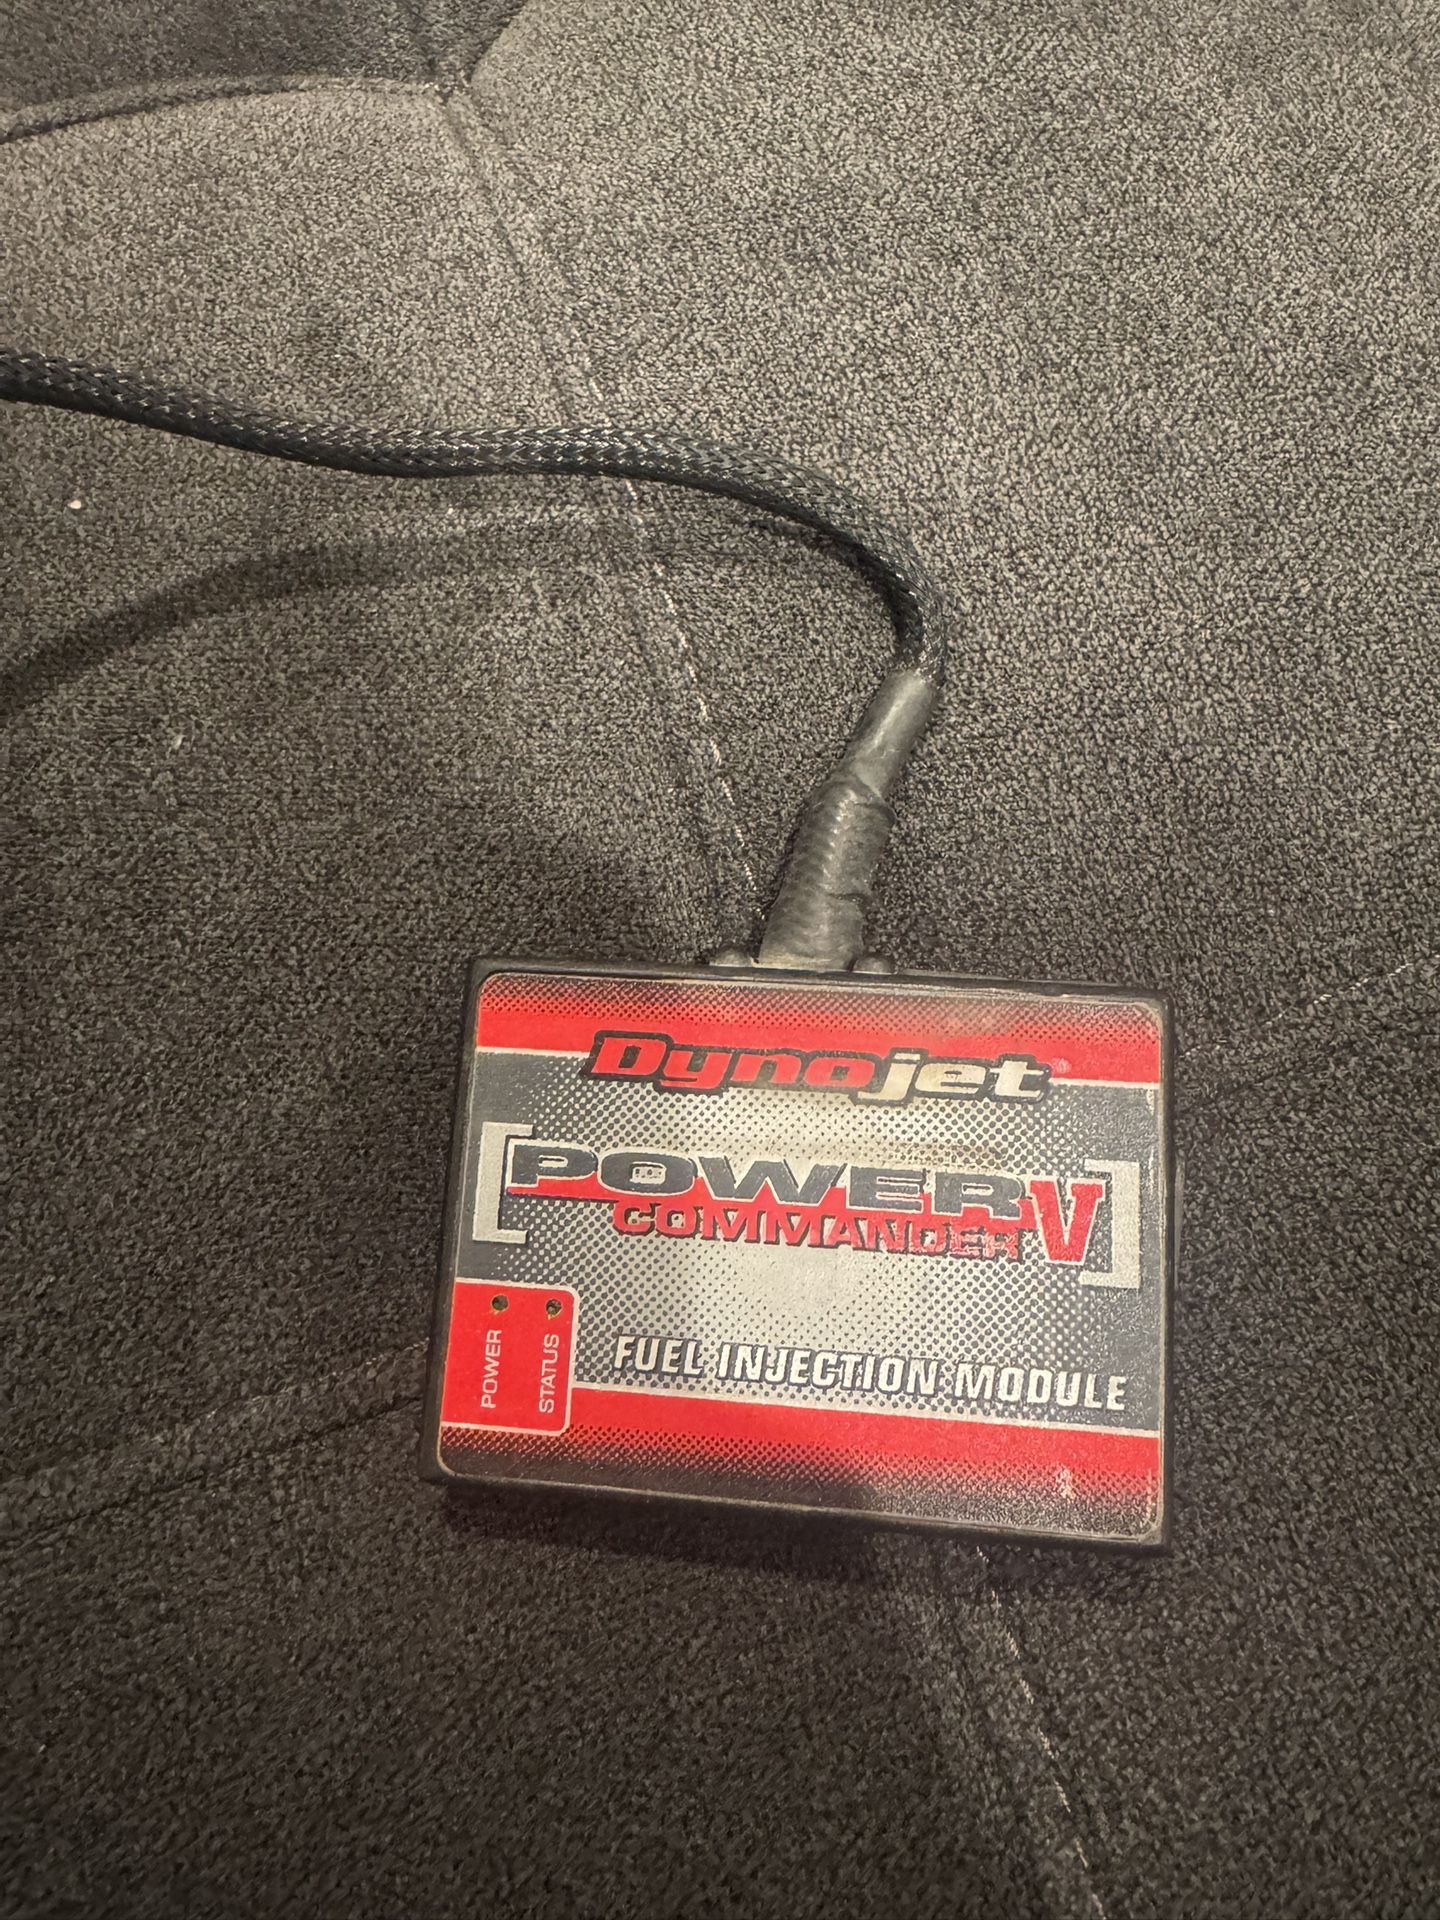 Dynojet
POWER
COMMANDER V
POWER
STATUS
FUEL INJECTION MODULE